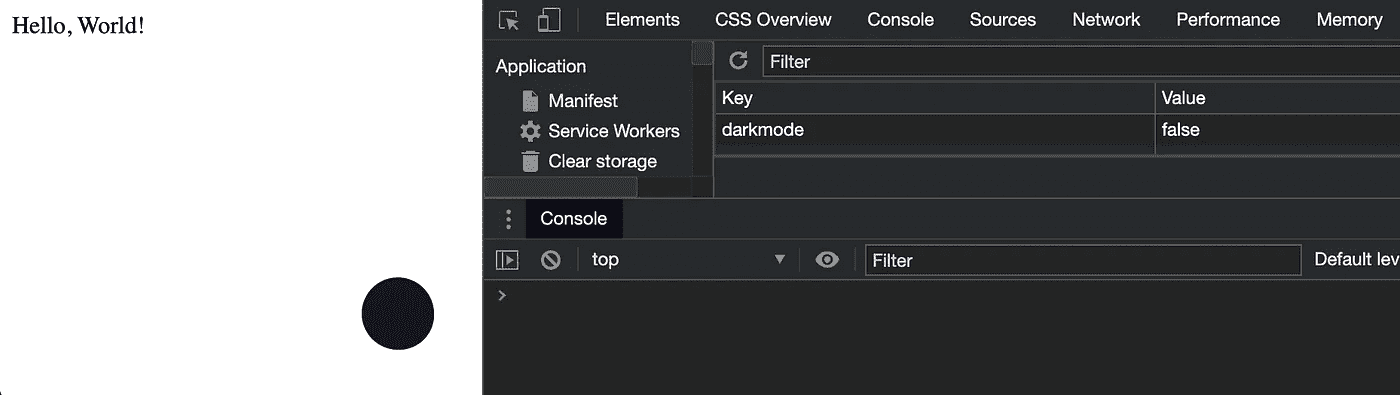 Hello, World!
Elements CSS Overview Console Sources Network Performance Memory
Application
Manifest
Service Workers
Clear storage
Filter
Key Value
darkmode false
Console
top Filter Default lev